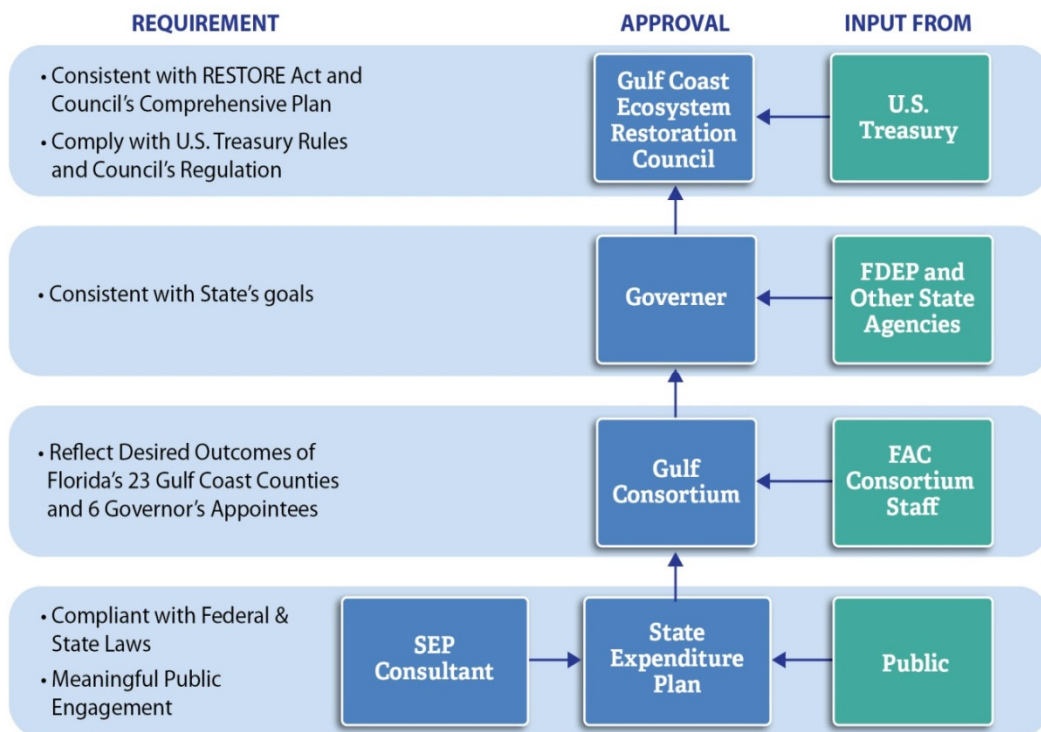 REQUIREMENT
APPROVAL
INPUT FROM
• Consistent with RESTORE Act and
Council's Comprehensive Plan
• Comply with U.S. Treasury Rules
and Council's Regulation
Gulf Coast
Ecosystem
Restoration
Council
U.S.
Treasury
• Consistent with State's goals
Governer
FDEP and
Other State
Agencies
• Reflect Desired Outcomes of
Florida's 23 Gulf Coast Counties
and 6 Governor's Appointees
Gulf
Consortium
FAC
Consortium
Staff
• Compliant with Federal &
State Laws
• Meaningful Public
Engagement
SEP
Consultant
State
Expenditure
Plan
Public